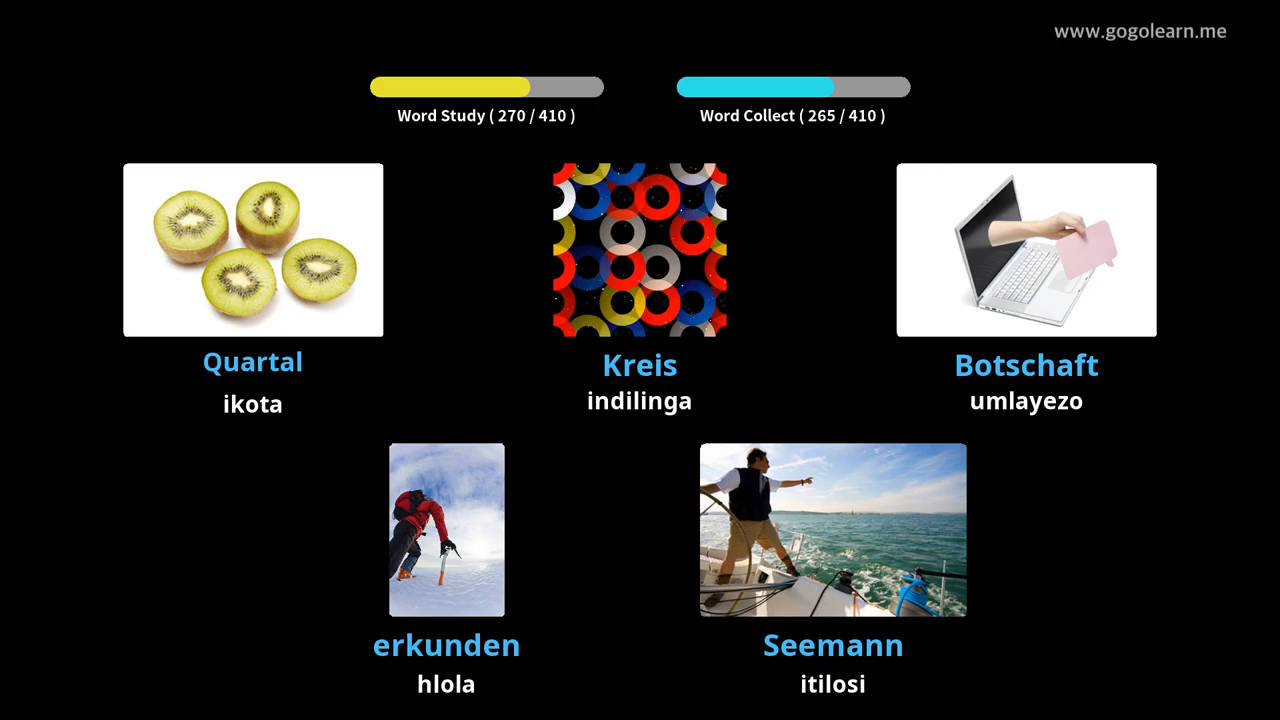 www.gogolearn.me
Word Study ( 270 / 410 )
Word Collect ( 265 / 410 )
Quartal
ikota
Kreis
indilinga
Botschaft
umlayezo
erkunden
hlola
Seemann
itilosi